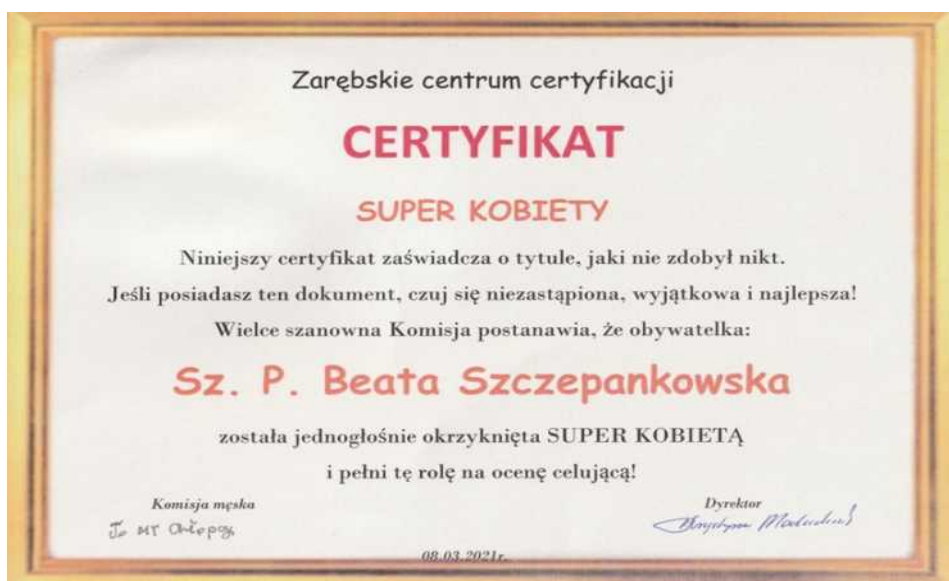 Zarębskie centrum certyfikacji
CERTYFIKAT
SUPER KOBIETY
Niniejszy certyfikat zaświadcza o tytule, jaki nie zdobył nikt.
Jeśli posiadasz ten dokument, czuj się niezastąpiona, wyjątkowa i najlepsza!
Wielce szanowna Komisja postanawia, że obywatelka:
Sz. P. Beata Szczepankowska
została jednogłośnie okrzyknięta SUPER KOBIETĄ
i pełni tę rolę na ocenę celującą!
Komisja męska
Dyrektor
08.03.2021r.